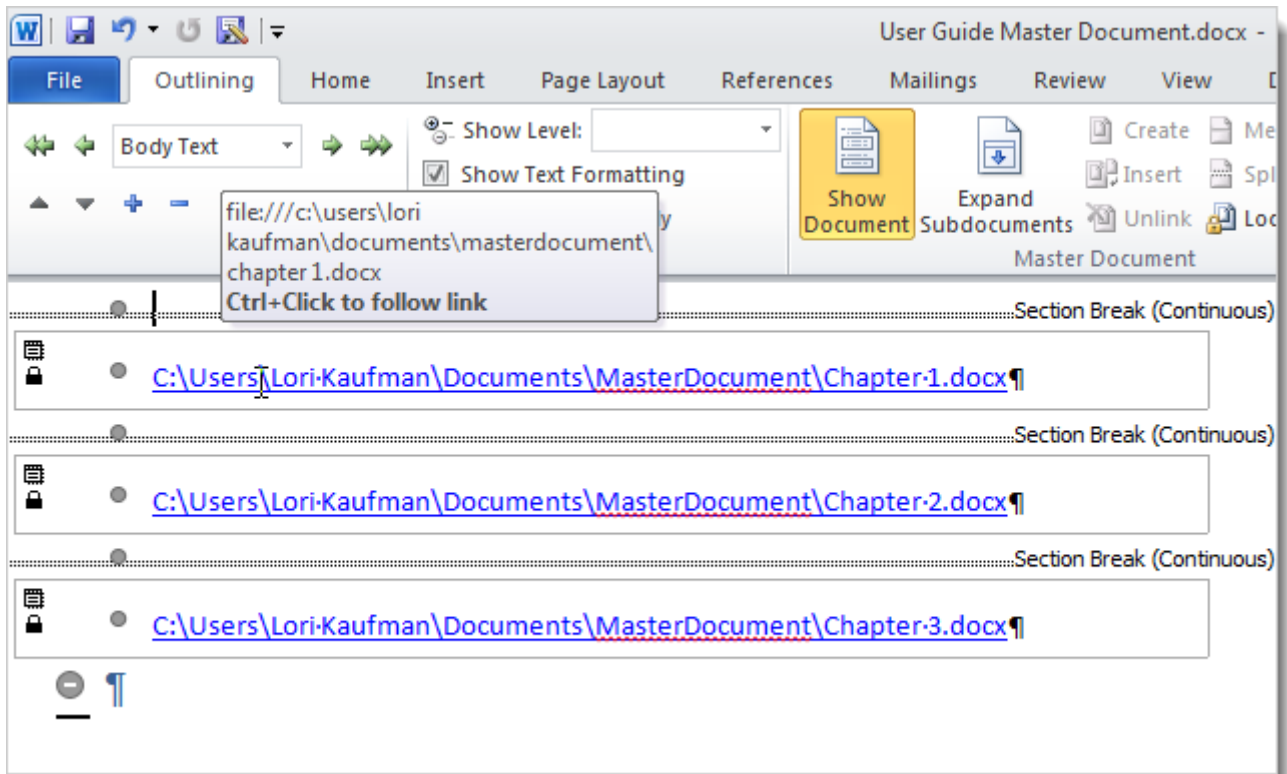 User Guide Master Document.docx -
File Outlining Home Insert Page Layout References Mailings Review View
Body Text Show Level: Create
Show Text Formatting Insert
Show Document Expand Subdocuments Unlink
Master Document
file:///c:\users\lori
kaufman\documents\masterdocument\
chapter 1.docx
Ctrl+Click to follow link
Section Break (Continuous)
C:\Users\Lori·Kaufman\Documents\MasterDocument\Chapter·1.docx¶
Section Break (Continuous)
C:\Users\Lori·Kaufman\Documents\MasterDocument\Chapter·2.docx¶
Section Break (Continuous)
C:\Users\Lori·Kaufman\Documents\MasterDocument\Chapter·3.docx¶
¶